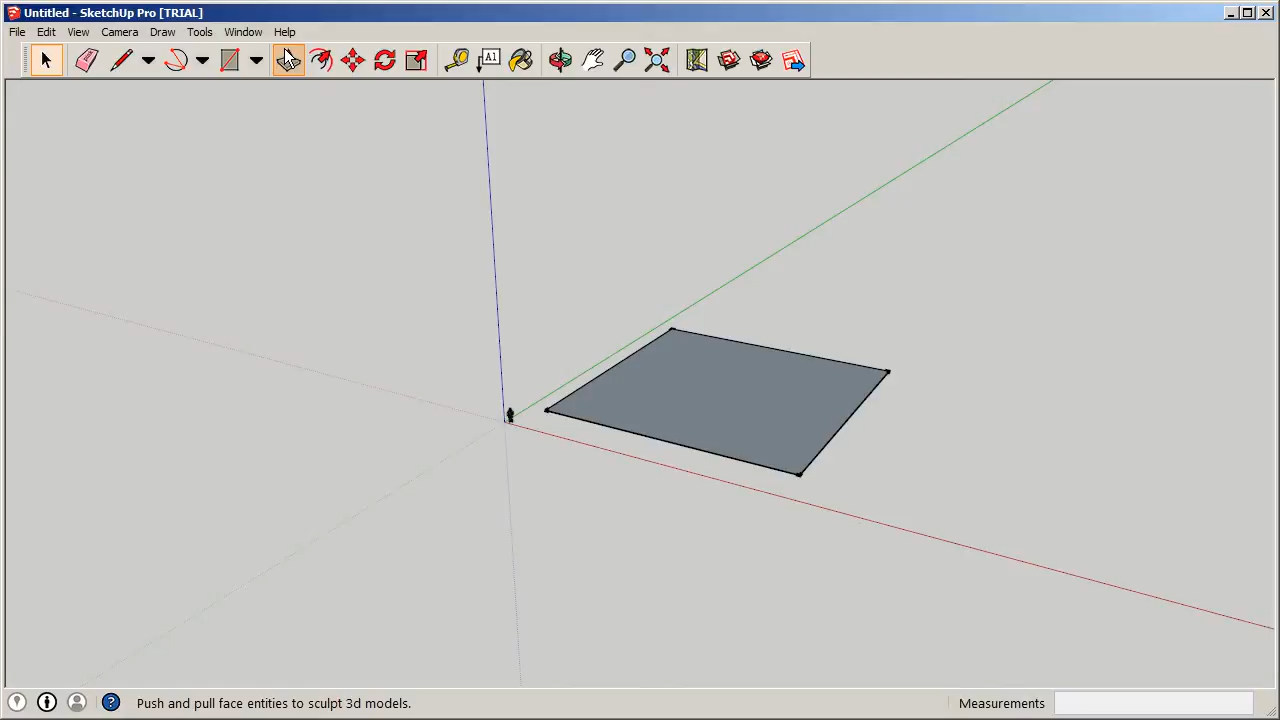 Untitled - SketchUp Pro [TRIAL]
File Edit View Camera Draw Tools Window Help
A1
Push and pull face entities to sculpt 3d models.
Measurements